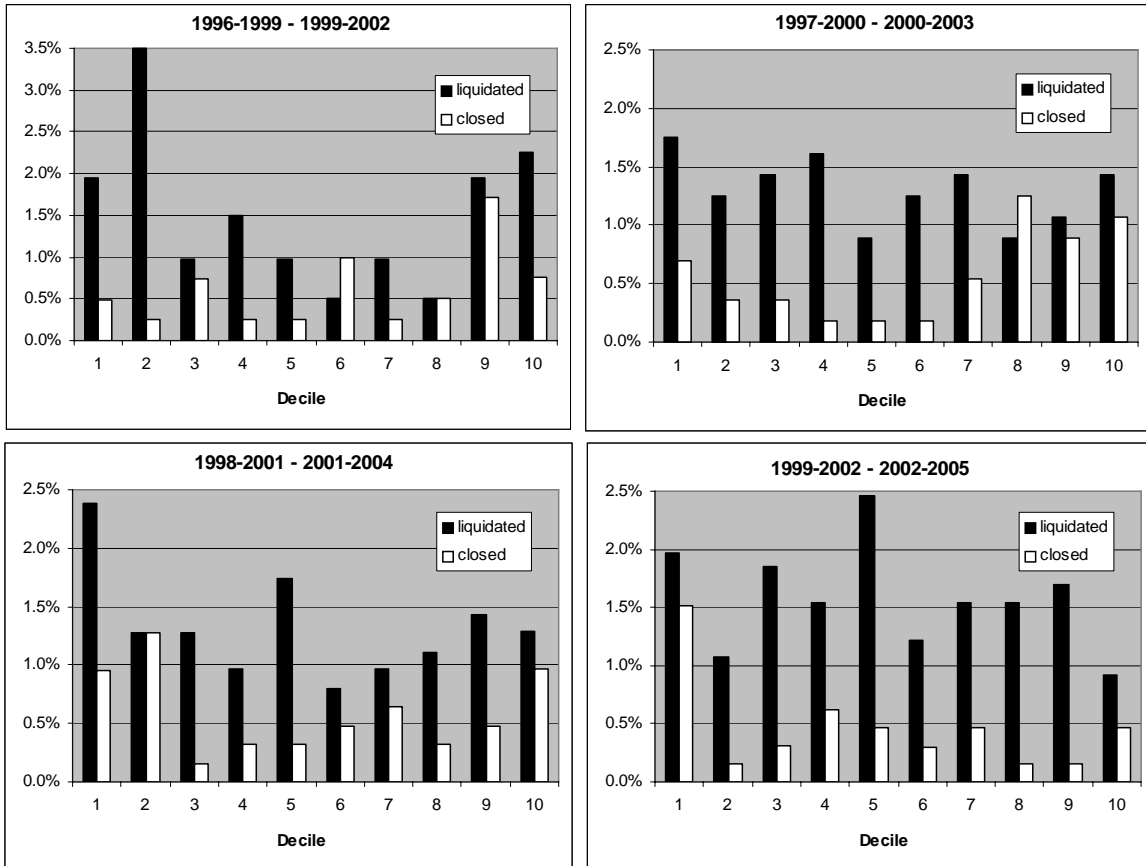 1996-1999 - 1999-2002
3.5%
3.0%
2.5%
2.0%
1.5%
1.0%
0.5%
0.0%
liquidated
closed
1 2 3 4 5 6 7 8 9 10
Decile
1997-2000 - 2000-2003
2.5%
2.0%
1.5%
1.0%
0.5%
0.0%
liquidated
closed
1 2 3 4 5 6 7 8 9 10
Decile
1998-2001 - 2001-2004
2.5%
2.0%
1.5%
1.0%
0.5%
0.0%
liquidated
closed
1 2 3 4 5 6 7 8 9 10
Decile
1999-2002 - 2002-2005
2.5%
2.0%
1.5%
1.0%
0.5%
0.0%
liquidated
closed
1 2 3 4 5 6 7 8 9 10
Decile